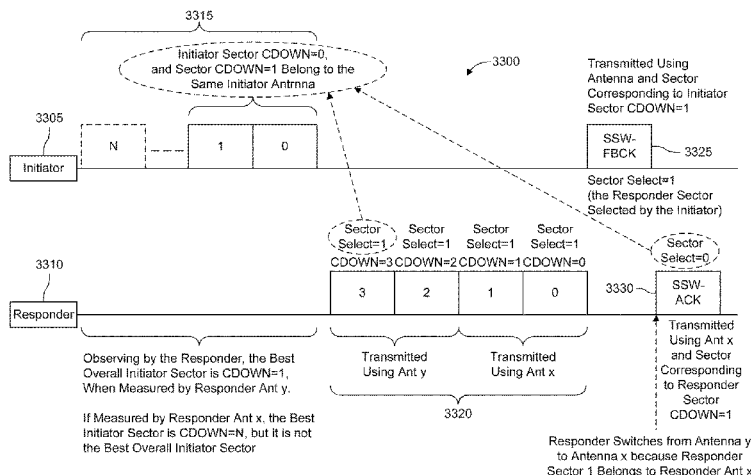 3315
Initiator Sector CDOWN=0,
and Sector CDOWN=1 Belong to the
Same Initiator Antrnna
3300
Transmitted Using
Antenna and Sector
Corresponding to Initiator
Sector CDOWN=1
3305
Initiator
N
1
0
SSW-
FBCK
3325
Sector Select=1
(the Responder Sector
Selected by the Initiator)
Sector
Select=1
CDOWN=3
Sector
Select=1
CDOWN=2
Sector
Select=1
CDOWN=1
Sector
Select=1
CDOWN=0
Sector
Select=0
3310
Responder
3
2
1
0
3330
SSW-
ACK
Observing by the Responder, the Best
Overall Initiator Sector is CDOWN=1,
When Measured by Responder Ant y.
If Measured by Responder Ant x, the Best
Initiator Sector is CDOWN=N, but it is not
the Best Overall Initiator Sector
Transmitted
Using Ant y
Transmitted
Using Ant x
3320
Transmitted
Using Ant x
and Sector
Corresponding
to Responder
Sector
CDOWN=1
Responder Switches from Antenna y
to Antenna x because Responder
Sector 1 Belongs to Responder Ant x